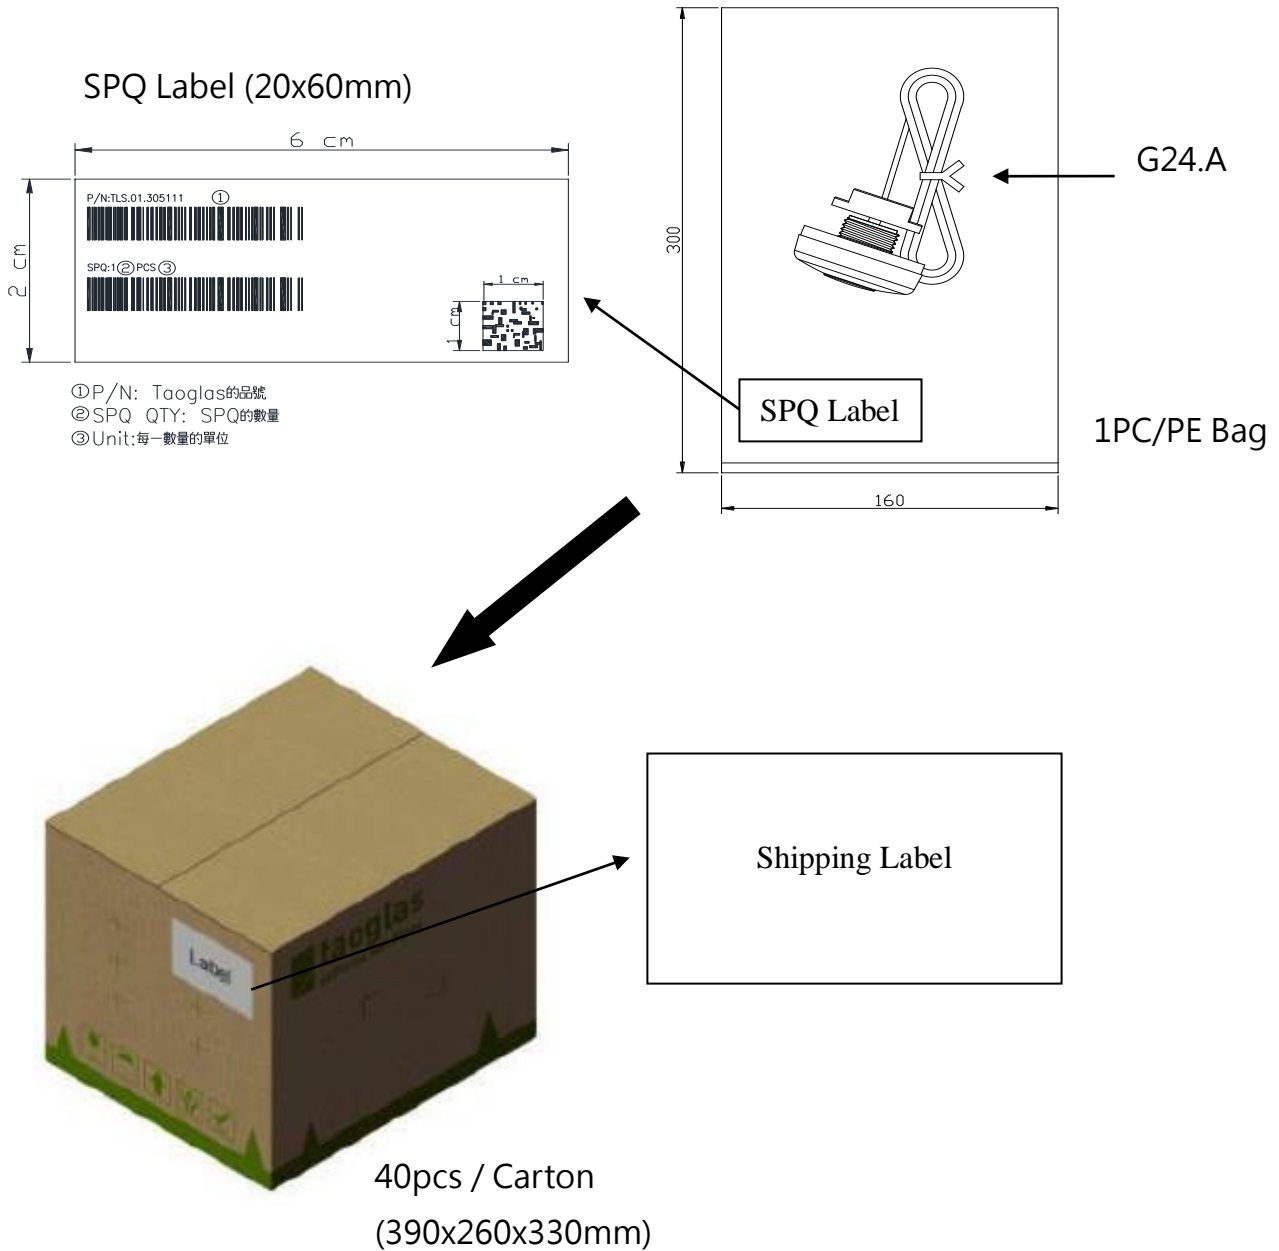 SPQ Label (20x60mm)
6 cm
2 cm
P/N:TLS.01.305111 ①
SPQ:1②PCS③
1 cm
1 cm
①P/N: Taoglas的品號
②SPQ QTY: SPQ的數量
③Unit:每一數量的單位
300
G24.A
SPQ Label
1PC/PE Bag
160
Label
taoglas
Shipping Label
40pcs / Carton
(390x260x330mm)